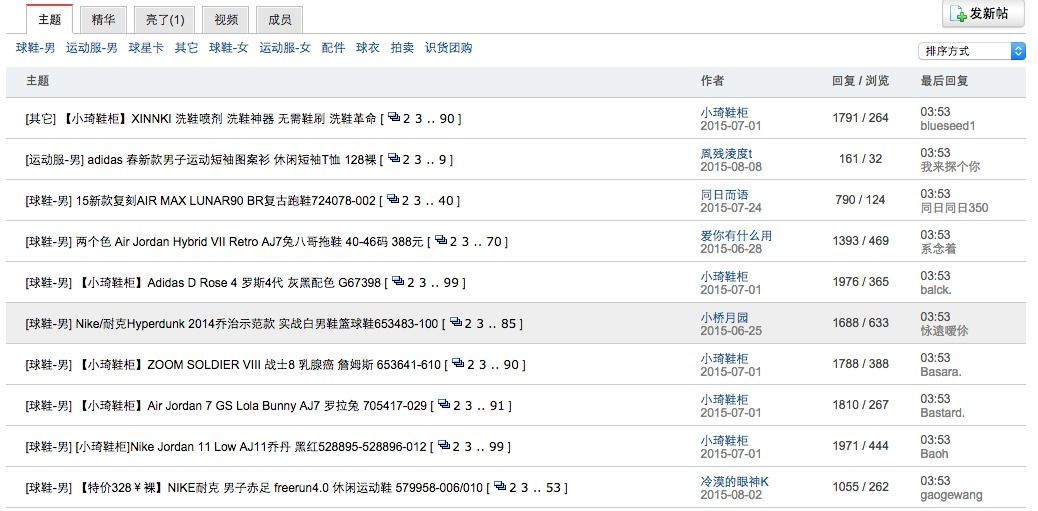 主题 精华 亮了(1) 视频 成员 发新帖
球鞋-男 运动服-男 球星卡 其它 球鞋-女 运动服-女 配件 球衣 拍卖 识货团购 排序方式
主题 作者 回复 / 浏览 最后回复
[其它] 【小琦鞋柜】XINNKI 洗鞋喷剂 洗鞋神器 无需鞋刷 洗鞋革命 [ 2 3 .. 90 ] 小琦鞋柜 1791 / 264 03:53
2015-07-01 blueseed1
[运动服-男] adidas 春新款男子运动短袖图案衫 休闲短袖T恤 128裸 [ 2 3 .. 9 ] 風残淩度t 161 / 32 03:53
2015-08-08 我来探个你
[球鞋-男] 15新款复刻AIR MAX LUNAR90 BR复古跑鞋724078-002 [ 2 3 .. 40 ] 同日而语 790 / 124 03:53
2015-07-24 同日同日350
[球鞋-男] 两个色 Air Jordan Hybrid VII Retro AJ7兔八哥拖鞋 40-46码 388元 [ 2 3 .. 70 ] 爱你有什么用 1393 / 469 03:53
2015-06-28 系念着
[球鞋-男] 【小琦鞋柜】Adidas D Rose 4 罗斯4代 灰黑配色 G67398 [ 2 3 .. 99 ] 小琦鞋柜 1976 / 365 03:53
2015-07-01 balck.
[球鞋-男] Nike/耐克Hyperdunk 2014乔治示范款 实战白男鞋篮球鞋653483-100 [ 2 3 .. 85 ] 小桥月园 1688 / 633 03:53
2015-06-25
[球鞋-男] 【小琦鞋柜】ZOOM SOLDIER VIII 战士8 乳腺癌 詹姆斯 653641-610 [ 2 3 .. 90 ] 小琦鞋柜 1788 / 388 03:53
2015-07-01 Basara.
[球鞋-男] 【小琦鞋柜】Air Jordan 7 GS Lola Bunny AJ7 罗拉兔 705417-029 [ 2 3 .. 91 ] 小琦鞋柜 1810 / 267 03:53
2015-07-01 Bastard.
[球鞋-男] [小琦鞋柜]Nike Jordan 11 Low AJ11乔丹 黑红528895-528896-012 [ 2 3 .. 99 ] 小琦鞋柜 1971 / 444 03:53
2015-07-01 Baoh
[球鞋-男] 【特价328￥裸】NIKE耐克 男子赤足 freerun4.0 休闲运动鞋 579958-006/010 [ 2 3 .. 53 ] 冷漠的眼神K 1055 / 262 03:53
2015-08-02 gaogewang